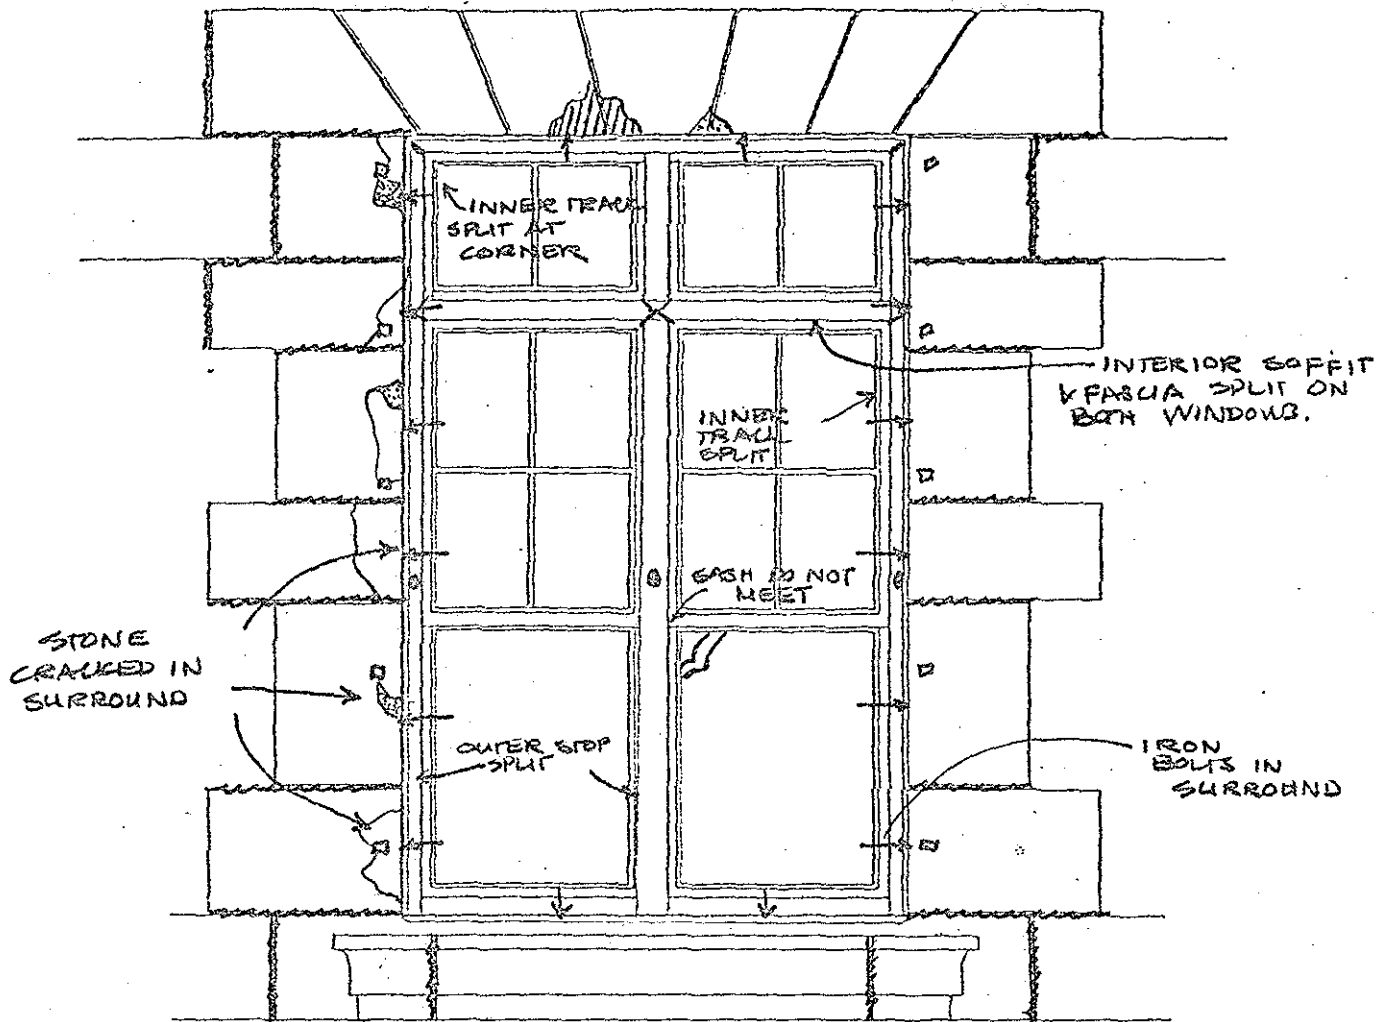 INNER TRACK
SPLIT AT
CORNER
INTERIOR SOFFIT
& FASCIA SPLIT ON
BOTH WINDOWS.
INNER
TRACK
SPLIT
SASH DO NOT
MEET
STONE
CRACKED IN
SURROUND
OUTER STOP
SPLIT
IRON
BOLTS IN
SURROUND